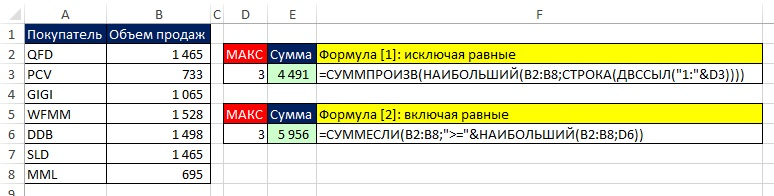 A B C D E F
1 Покупатель Объем продаж
2 QFD 1 465 МАКС Сумма Формула [1]: исключая равные
3 PCV 733 3 4 491 =СУММПРОИЗВ(НАИБОЛЬШИЙ(B2:B8;СТРОКА(ДВССЫЛ("1:"&D3))))
4 GIGI 1 065
5 WFMM 1 528 МАКС Сумма Формула [2]: включая равные
6 DDB 1 498 3 5 956 =СУММЕСЛИ(B2:B8;">="&НАИБОЛЬШИЙ(B2:B8;D6))
7 SLD 1 465
8 MML 695
9